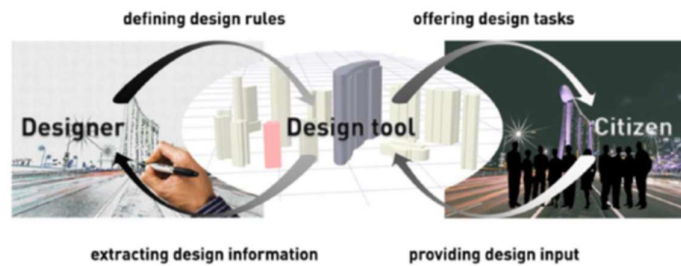 defining design rules
offering design tasks
Designer
Design tool
Citizen
extracting design information
providing design input